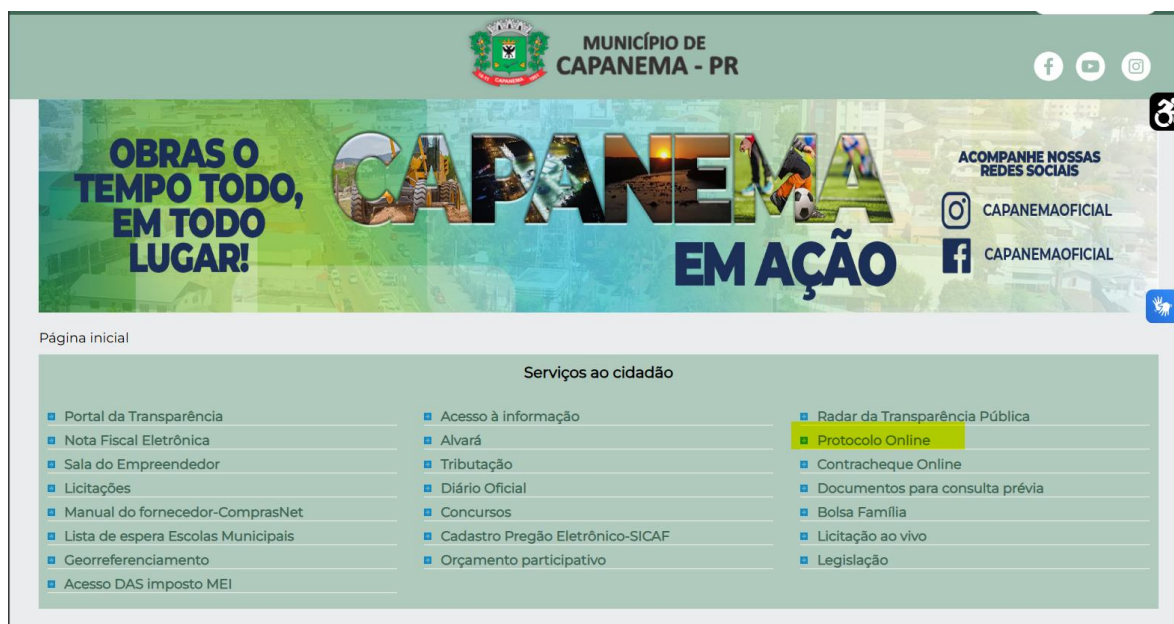 MUNICÍPIO DE
CAPANEMA - PR
OBRAS O
TEMPO TODO,
EM TODO
LUGAR!
CAPANEMA
EM AÇÃO
ACOMPANHE NOSSAS
REDES SOCIAIS
CAPANEMAOFICIAL
CAPANEMAOFICIAL
Página inicial
Serviços ao cidadão
Portal da Transparência
Nota Fiscal Eletrônica
Sala do Empreendedor
Licitações
Manual do fornecedor-ComprasNet
Lista de espera Escolas Municipais
Georreferenciamento
Acesso DAS imposto MEI
Acesso à informação
Alvará
Tributação
Diário Oficial
Concursos
Cadastro Pregão Eletrônico-SICAF
Orçamento participativo
Radar da Transparência Pública
Protocolo Online
Contracheque Online
Documentos para consulta prévia
Bolsa Família
Licitação ao vivo
Legislação